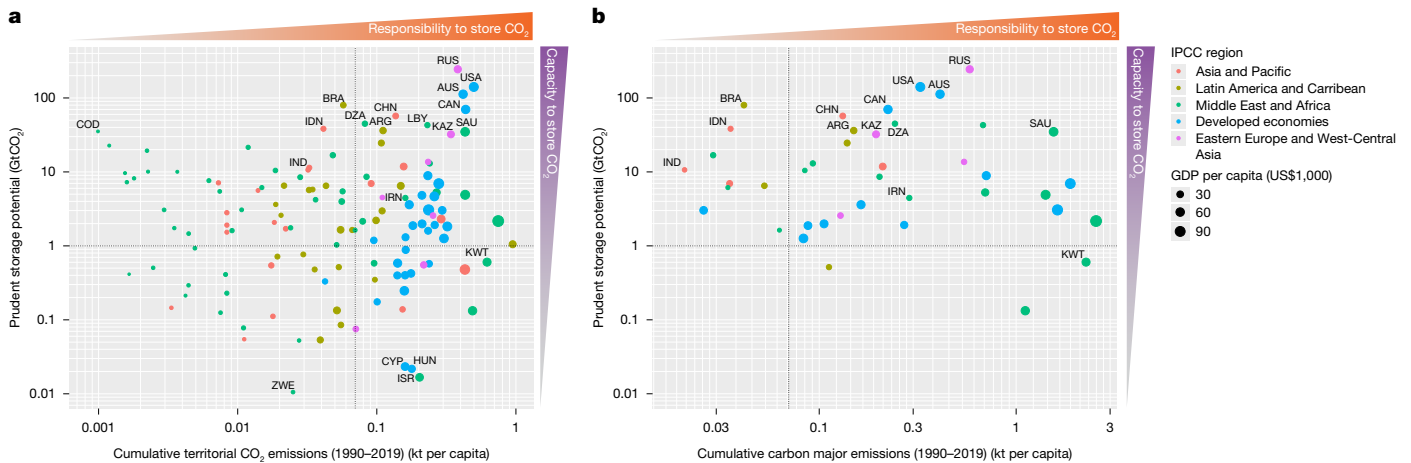 a
Responsibility to store CO2
Capacity to store CO2
Prudent storage potential (GtCO2)
100
10
1
0.1
0.01
RUS
USA
AUS
BRA
CHN
CAN
DZA
IDN
ARG
LBY
SAU
COD
KAZ
IND
IRN
KWT
CYP
HUN
ISR
ZWE
0.001
0.01
0.1
1
Cumulative territorial CO2 emissions (1990–2019) (kt per capita)
b
Responsibility to store CO2
Capacity to store CO2
Prudent storage potential (GtCO2)
100
10
1
0.1
0.01
RUS
USA
AUS
BRA
CAN
CHN
IDN
ARG
KAZ
DZA
SAU
IND
IRN
KWT
0.03
0.1
0.3
1
3
Cumulative carbon major emissions (1990–2019) (kt per capita)
IPCC region
Asia and Pacific
Latin America and Carribean
Middle East and Africa
Developed economies
Eastern Europe and West-Central
Asia
GDP per capita (US$1,000)
30
60
90